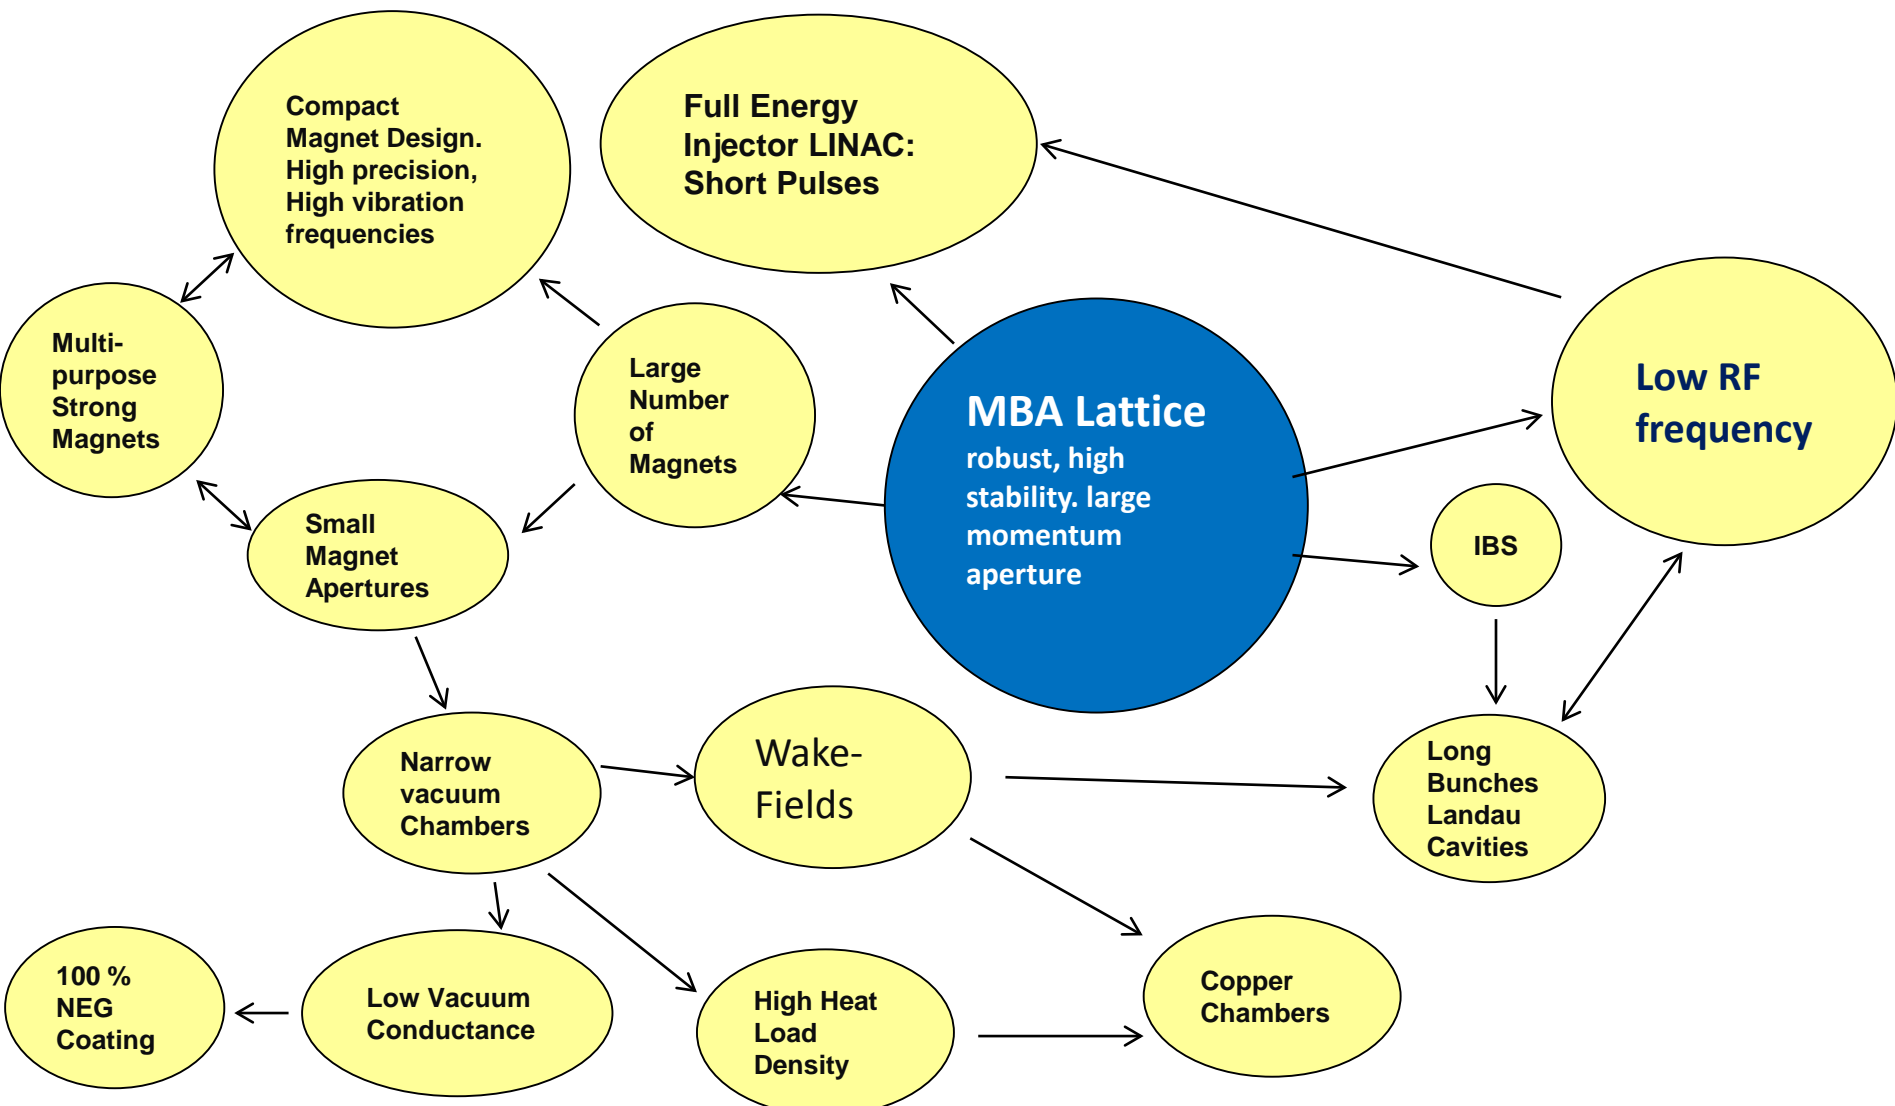 Compact
Magnet Design.
High precision,
High vibration
frequencies
Full Energy
Injector LINAC:
Short Pulses
Multi-
purpose
Strong
Magnets
Large
Number
of
Magnets
MBA Lattice
robust, high
stability. large
momentum
aperture
Low RF
frequency
Small
Magnet
Apertures
IBS
Narrow
vacuum
Chambers
Wake-
Fields
Long
Bunches
Landau
Cavities
100 %
NEG
Coating
Low Vacuum
Conductance
High Heat
Load
Density
Copper
Chambers